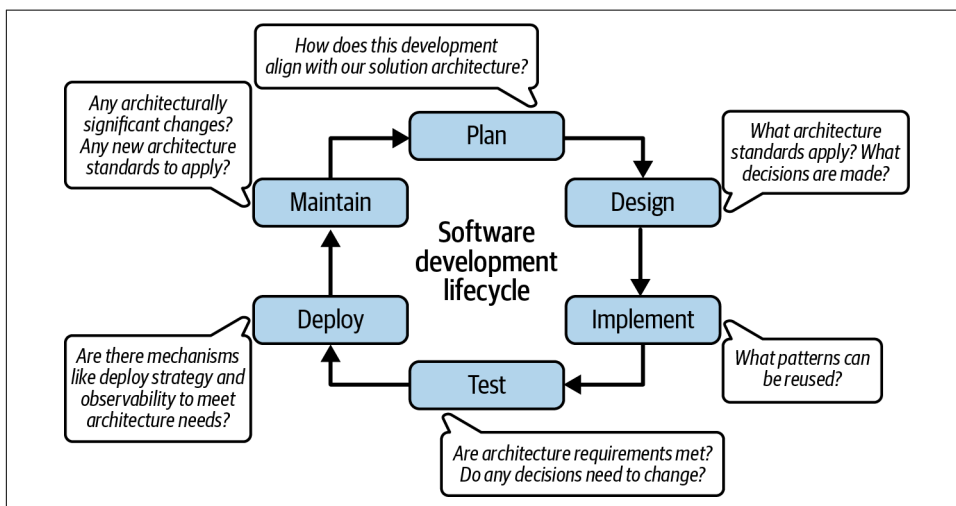 How does this development
align with our solution architecture?
Any architecturally
significant changes?
Any new architecture
standards to apply?
Plan
What architecture
standards apply? What
decisions are made?
Maintain
Design
Software
development
lifecycle
Deploy
Implement
Are there mechanisms
like deploy strategy and
observability to meet
architecture needs?
What patterns can
be reused?
Test
Are architecture requirements met?
Do any decisions need to change?